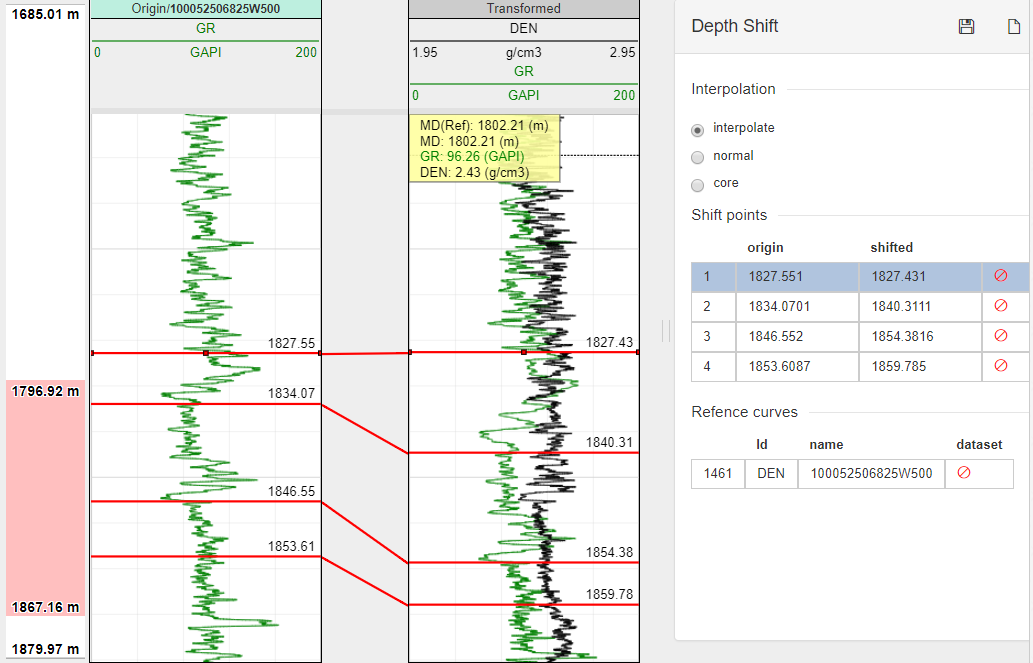 1685.01 m
1796.92 m
1867.16 m
1879.97 m
Origin/100052506825W500
GR
0 GAPI 200
1827.55
1834.07
1846.55
1853.61
Transformed
DEN
1.95 g/cm3 2.95
GR
0 GAPI 200
MD(Ref): 1802.21 (m)
MD: 1802.21 (m)
GR: 96.26 (GAPI)
DEN: 2.43 (g/cm3)
1827.43
1840.31
1854.38
1859.78
Depth Shift
Interpolation
interpolate
normal
core
Shift points
origin shifted
1 1827.551 1827.431
2 1834.0701 1840.3111
3 1846.552 1854.3816
4 1853.6087 1859.785
Refence curves
Id name dataset
1461 DEN 100052506825W500